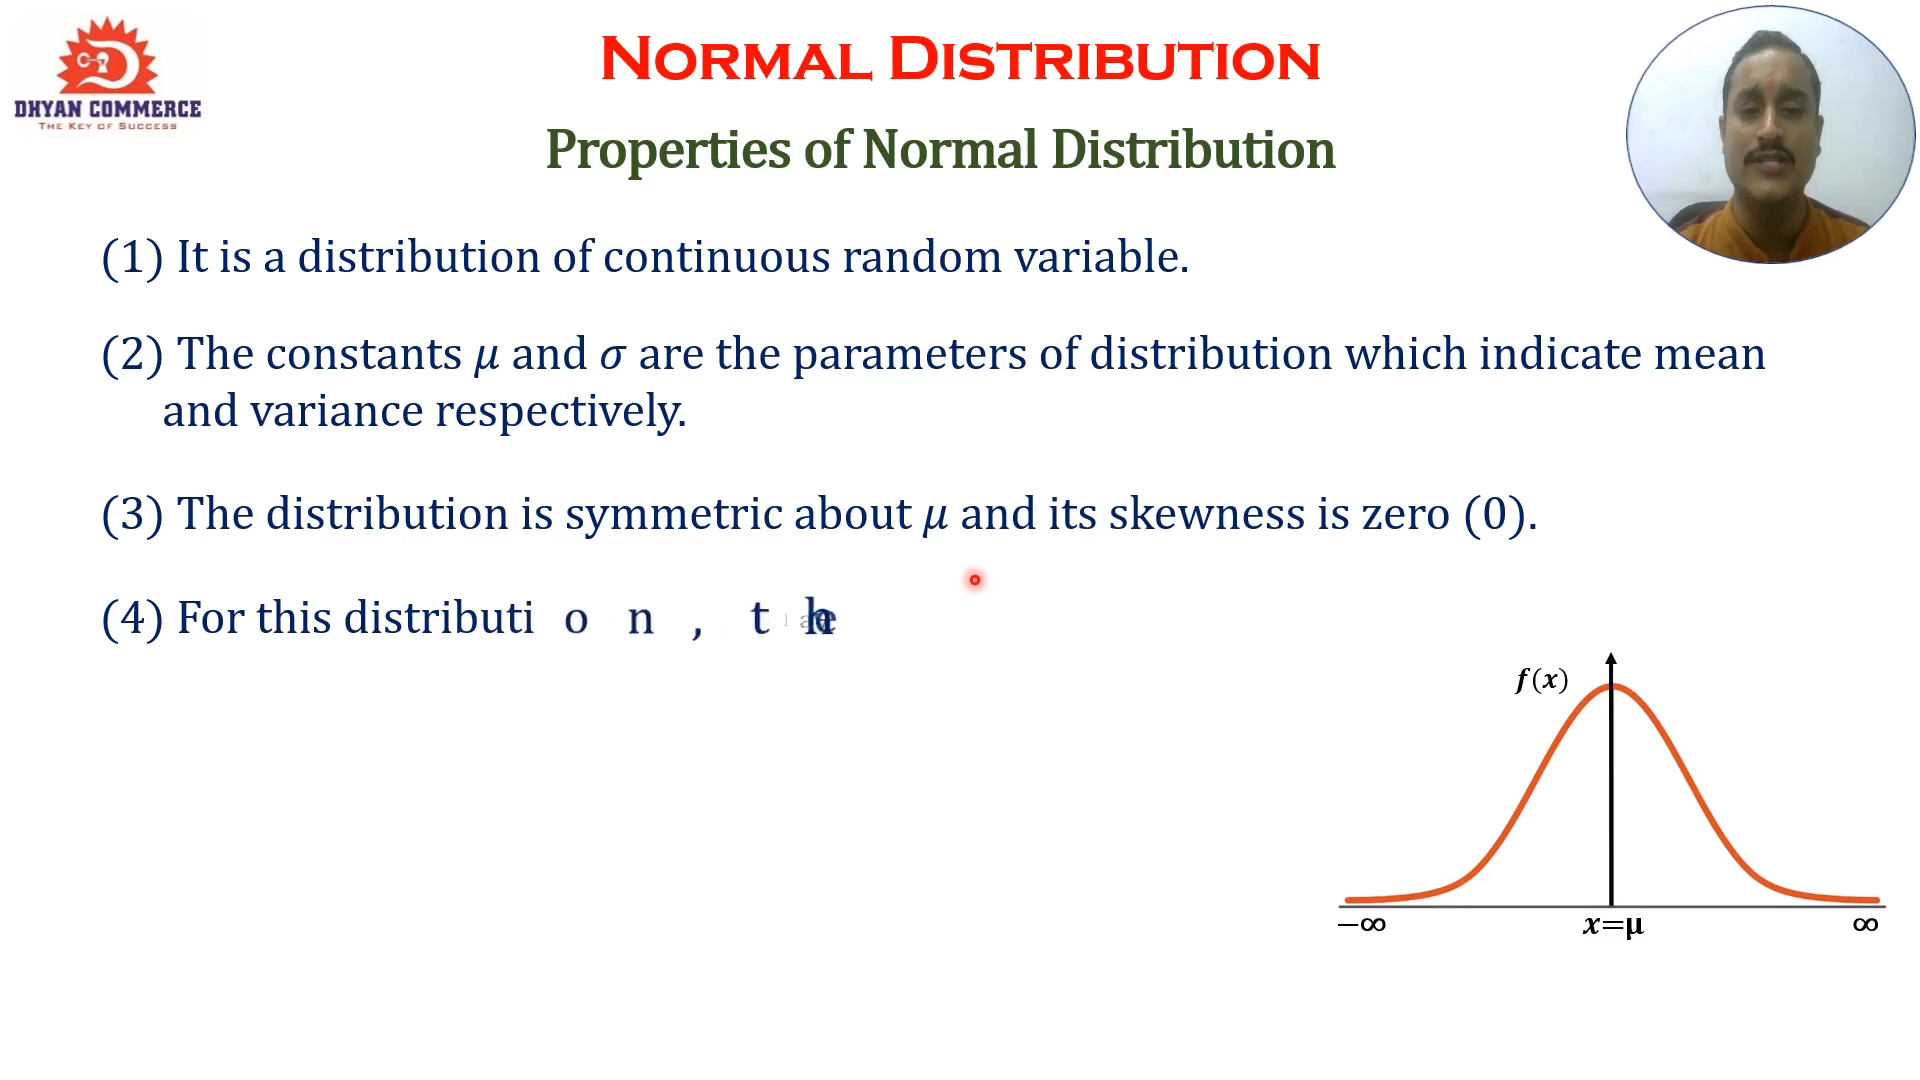 DHYAN COMMERCE
THE KEY OF SUCCESS
NORMAL DISTRIBUTION
Properties of Normal Distribution
(1) It is a distribution of continuous random variable.
(2) The constants μ and σ are the parameters of distribution which indicate mean
and variance respectively.
(3) The distribution is symmetric about μ and its skewness is zero (0).
(4) For this distribution, t
f(x)
−∞
x=μ
∞